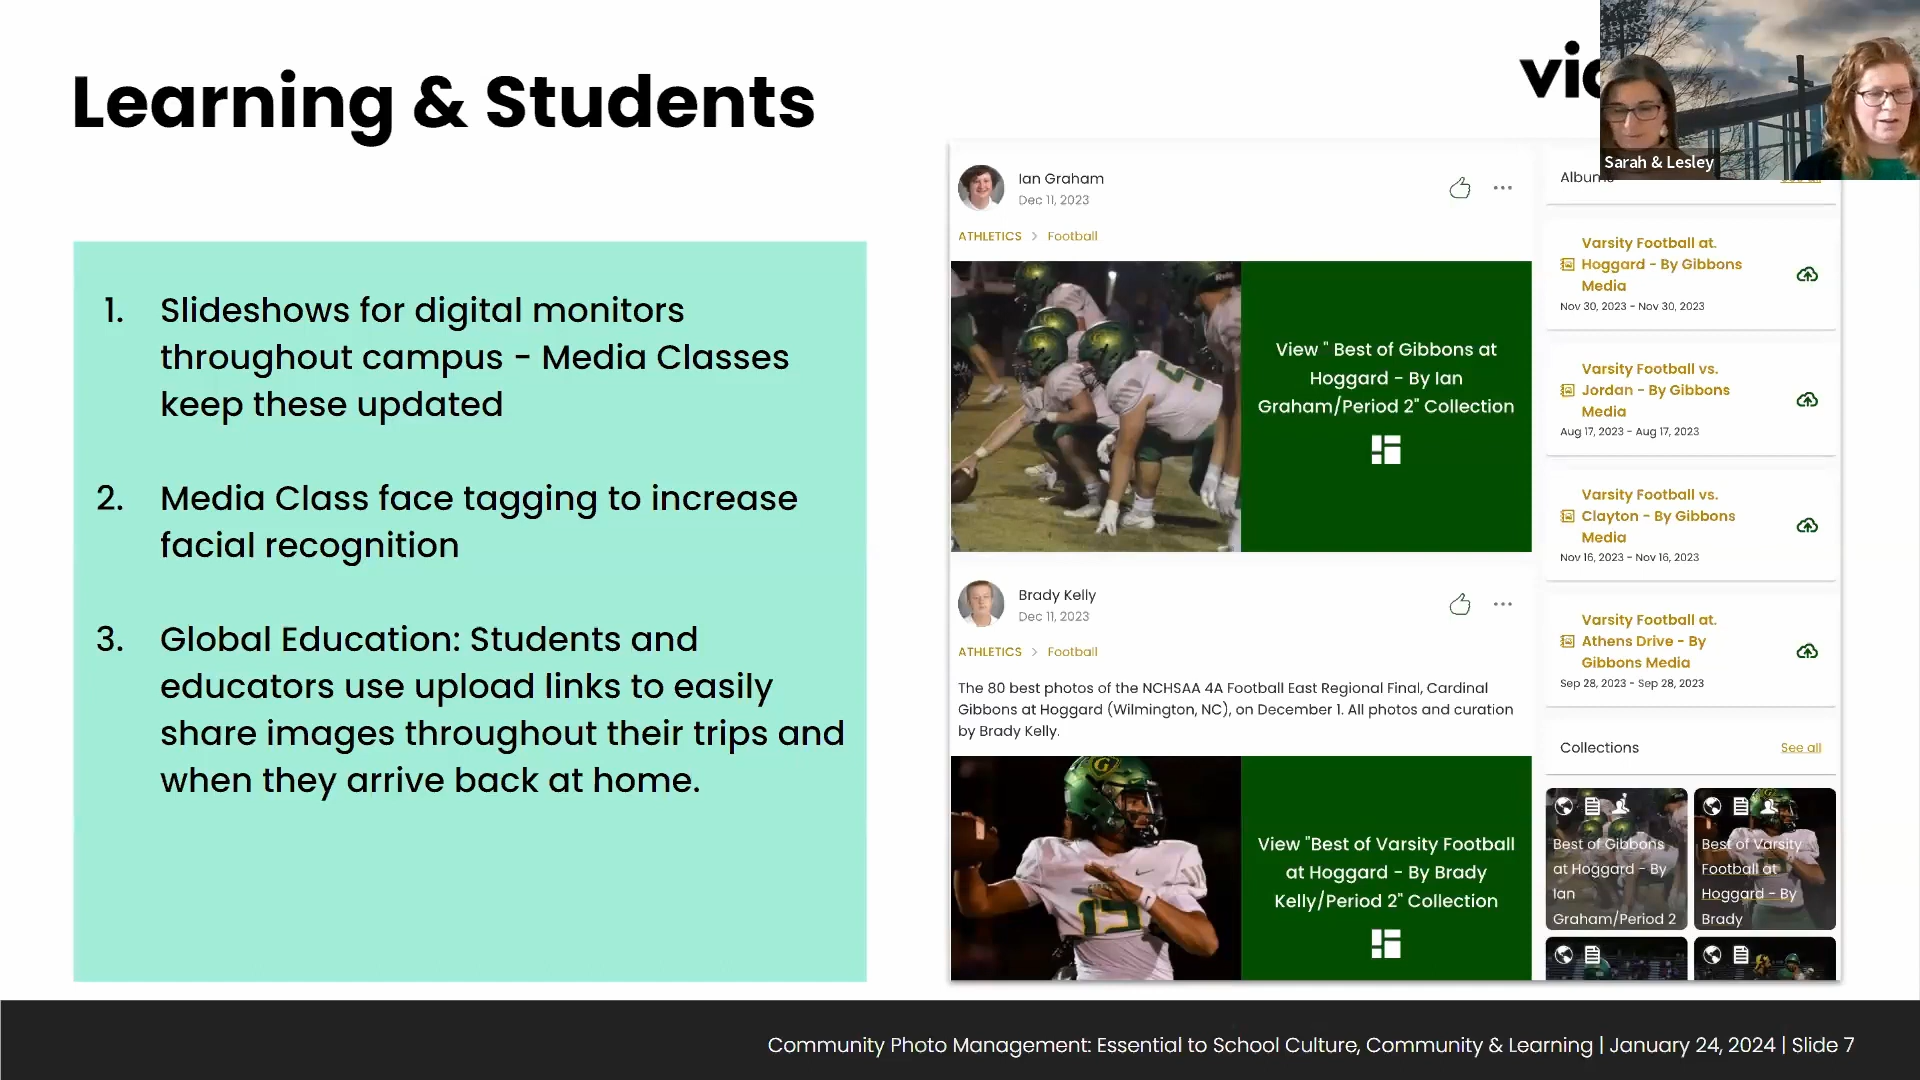 Learning & Students
Sarah & Lesley
1. Slideshows for digital monitors
throughout campus - Media Classes
keep these updated
2. Media Class face tagging to increase
facial recognition
3. Global Education: Students and
educators use upload links to easily
share images throughout their trips and
when they arrive back at home.
Ian Graham
Dec 11, 2023
ATHLETICS > Football
View " Best of Gibbons at
Hoggard - By Ian
Graham/Period 2" Collection
Brady Kelly
Dec 11, 2023
ATHLETICS > Football
The 80 best photos of the NCHSAA 4A Football East Regional Final, Cardinal
Gibbons at Hoggard (Wilmington, NC), on December 1. All photos and curation
by Brady Kelly.
View "Best of Varsity Football
at Hoggard - By Brady
Kelly/Period 2" Collection
Albums
Varsity Football at.
Hoggard - By Gibbons
Media
Nov 30, 2023 - Nov 30, 2023
Varsity Football vs.
Jordan - By Gibbons
Media
Aug 17, 2023 - Aug 17, 2023
Varsity Football vs.
Clayton - By Gibbons
Media
Nov 16, 2023 - Nov 16, 2023
Varsity Football at.
Athens Drive - By
Gibbons Media
Sep 28, 2023 - Sep 28, 2023
Collections See all
Best of Gibbons
at Hoggard - By
Ian
Graham/Period 2
Best of Varsity
Football at
Hoggard - By
Brady
Community Photo Management: Essential to School Culture, Community & Learning | January 24, 2024 | Slide 7